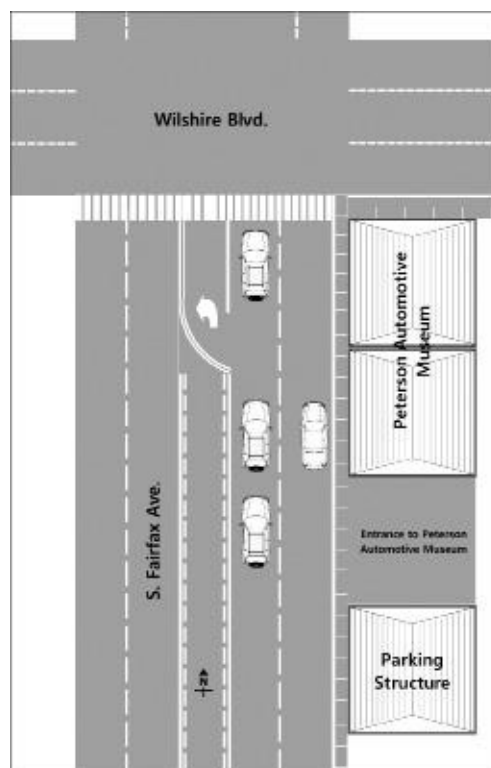 Wilshire Blvd.
Peterson Automotive
Museum
S. Fairfax Ave.
Entrance to Peterson
Automotive Museum
N
Parking
Structure